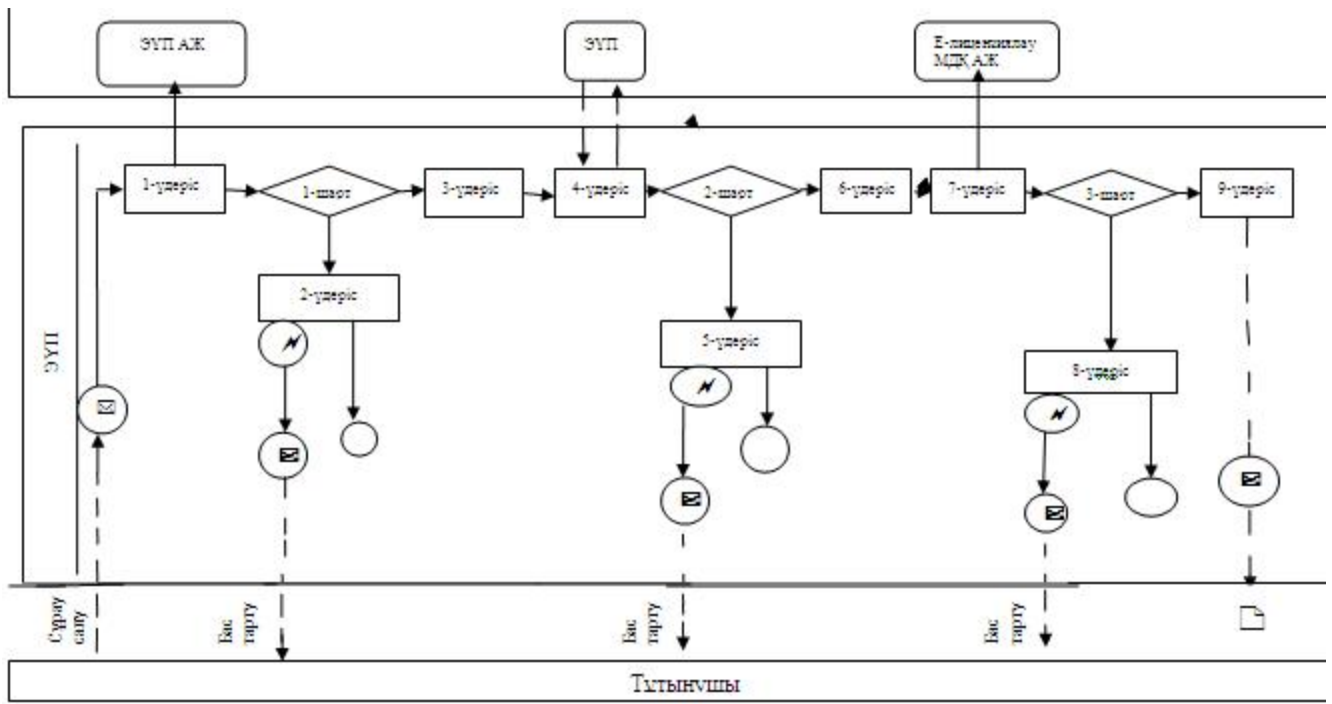 ЭҮП АЖ
ЭҮП
Е-лицензиялау
МДҚ АЖ
1-үдеріс
1-шарт
3-үдеріс
4-үдеріс
2-шарт
6-үдеріс
7-үдеріс
3-шарт
9-үдеріс
2-үдеріс
5-үдеріс
8-үдеріс
ЭҮП
Сұрау
салу
Бас
тарту
Бас
тарту
Бас
тарту
Тұтынушы